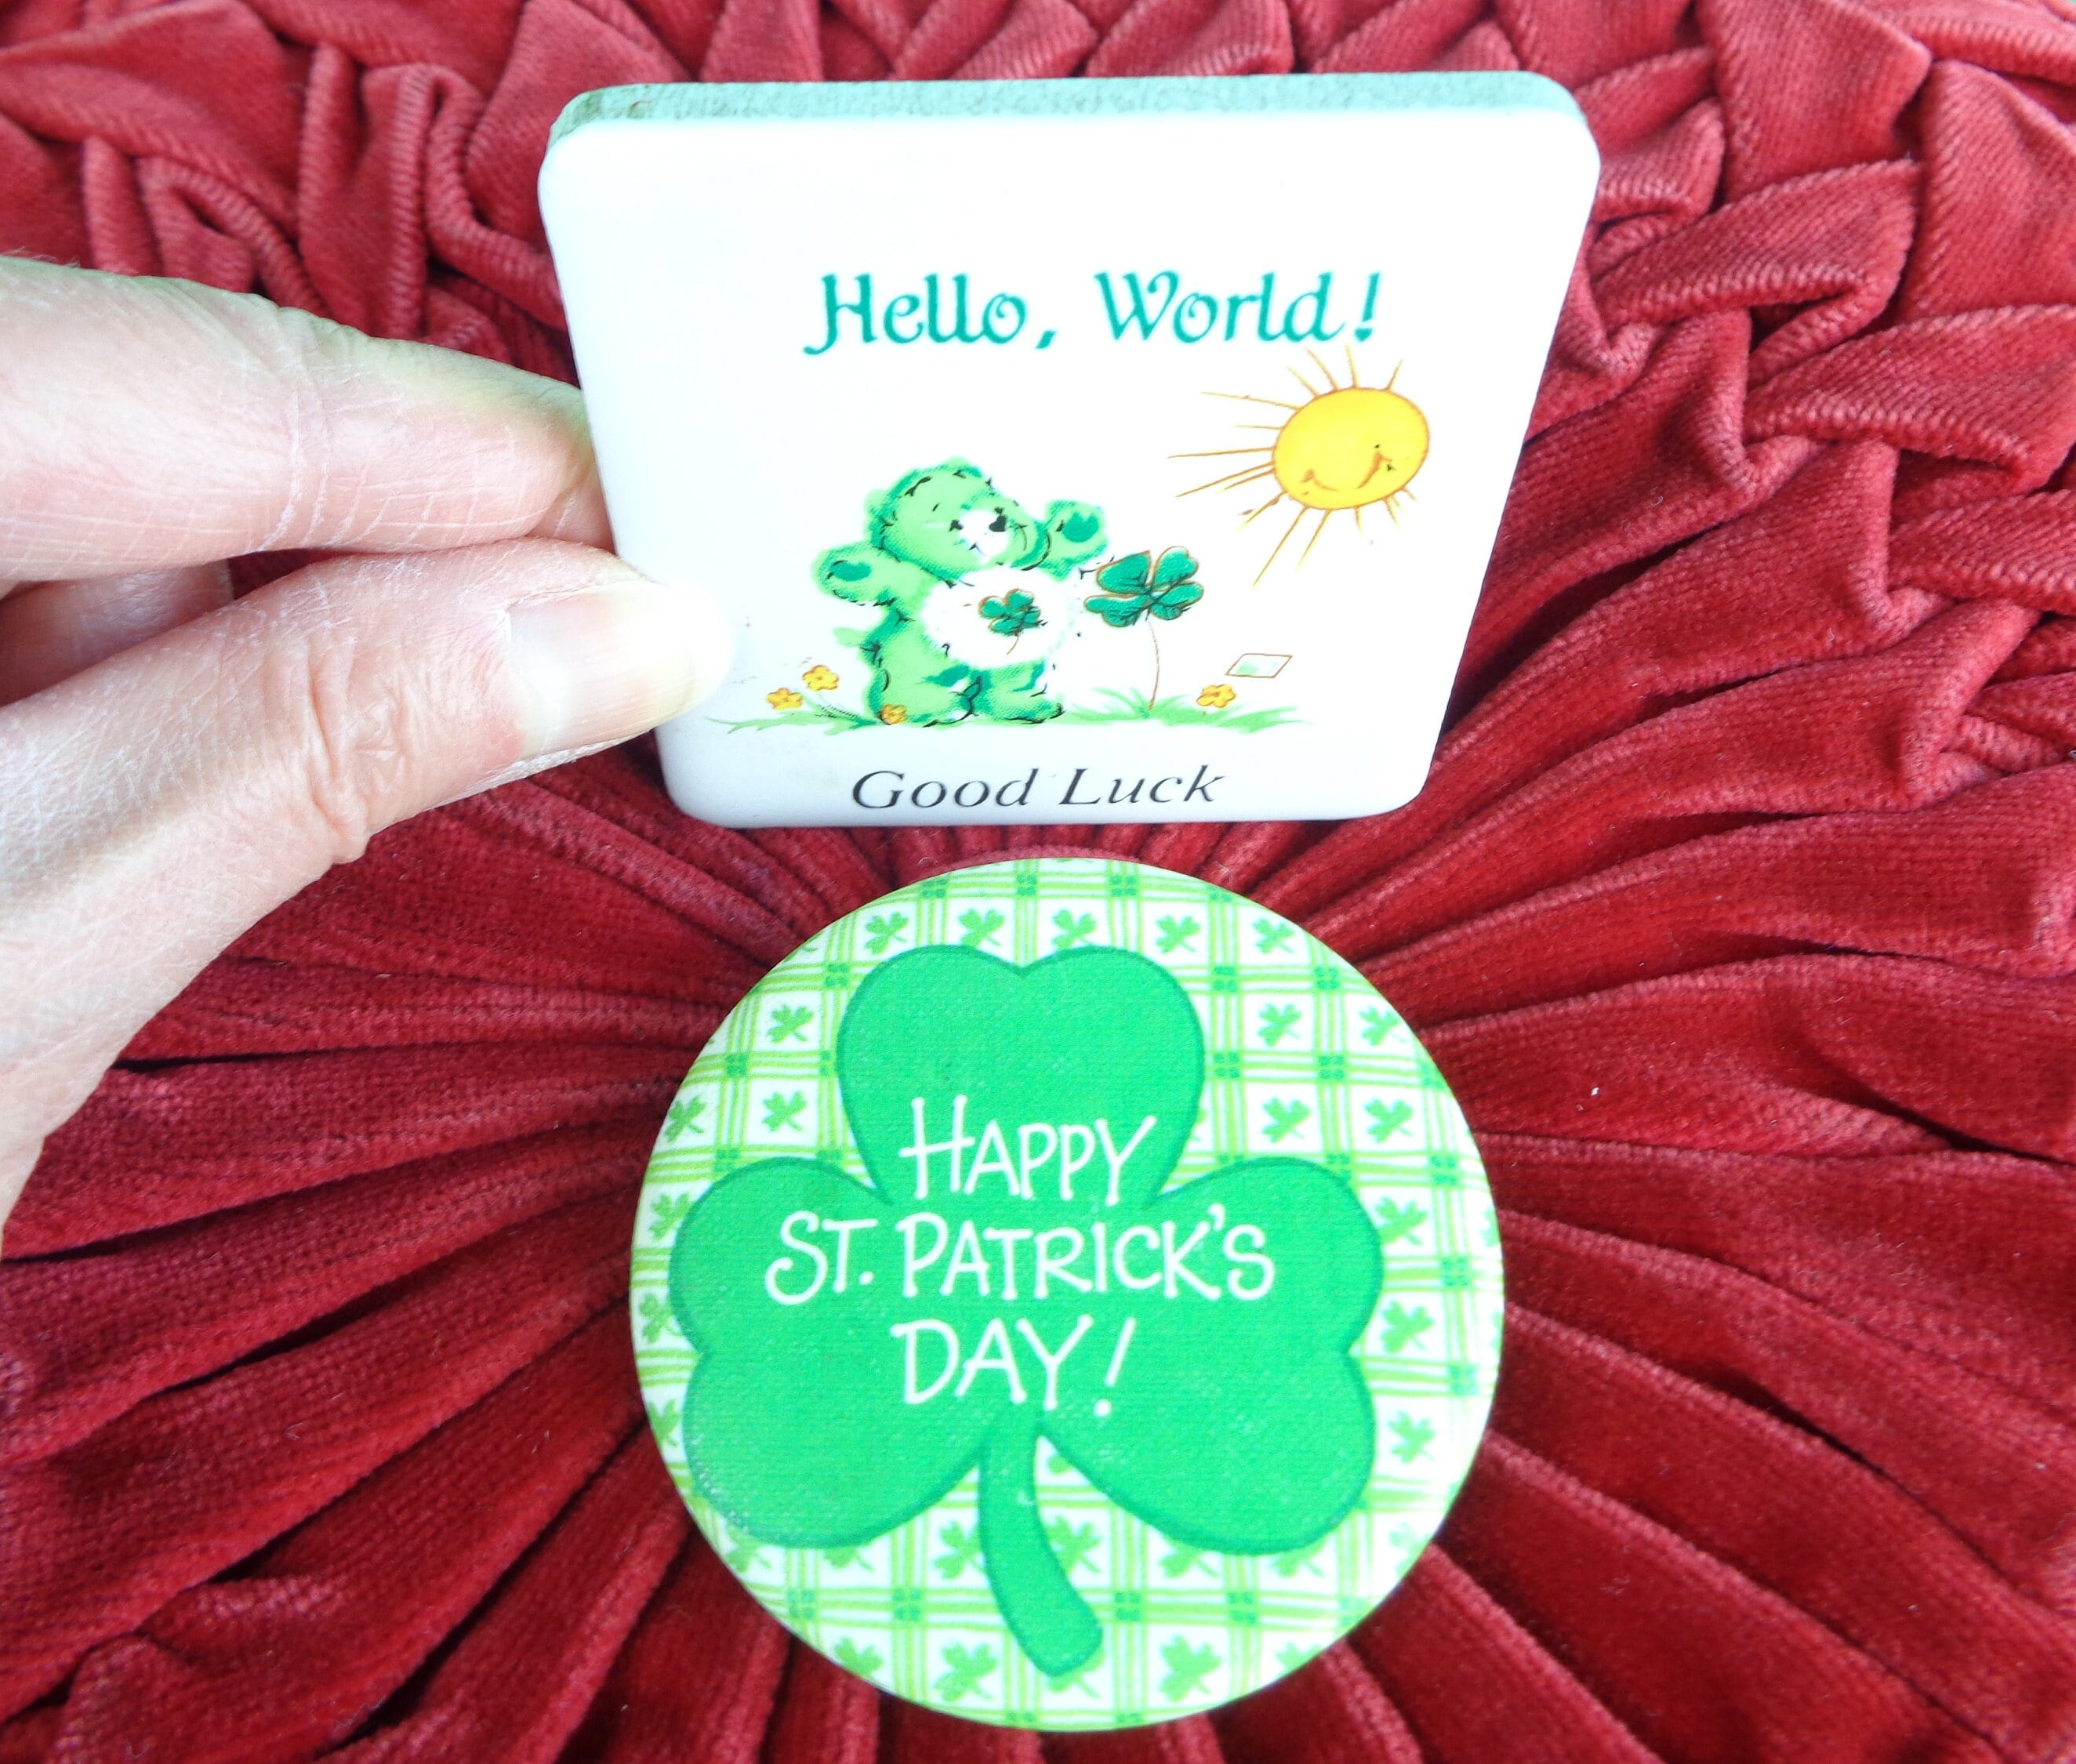 Hello, World!
Good Luck
HAPPY
ST. PATRICK'S
DAY!